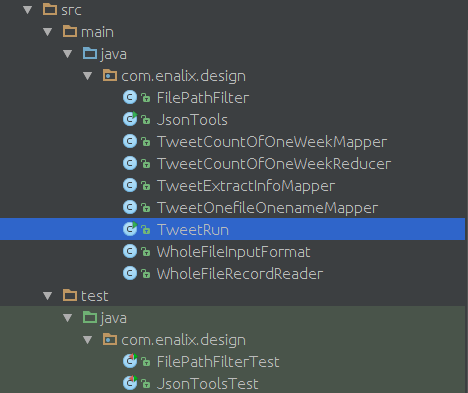 src
main
java
com.enalix.design
FilePathFilter
JsonTools
TweetCountOfOneWeekMapper
TweetCountOfOneWeekReducer
TweetExtractInfoMapper
TweetOnefileOnenameMapper
TweetRun
WholeFileInputFormat
WholeFileRecordReader
test
java
com.enalix.design
FilePathFilterTest
JsonToolsTest